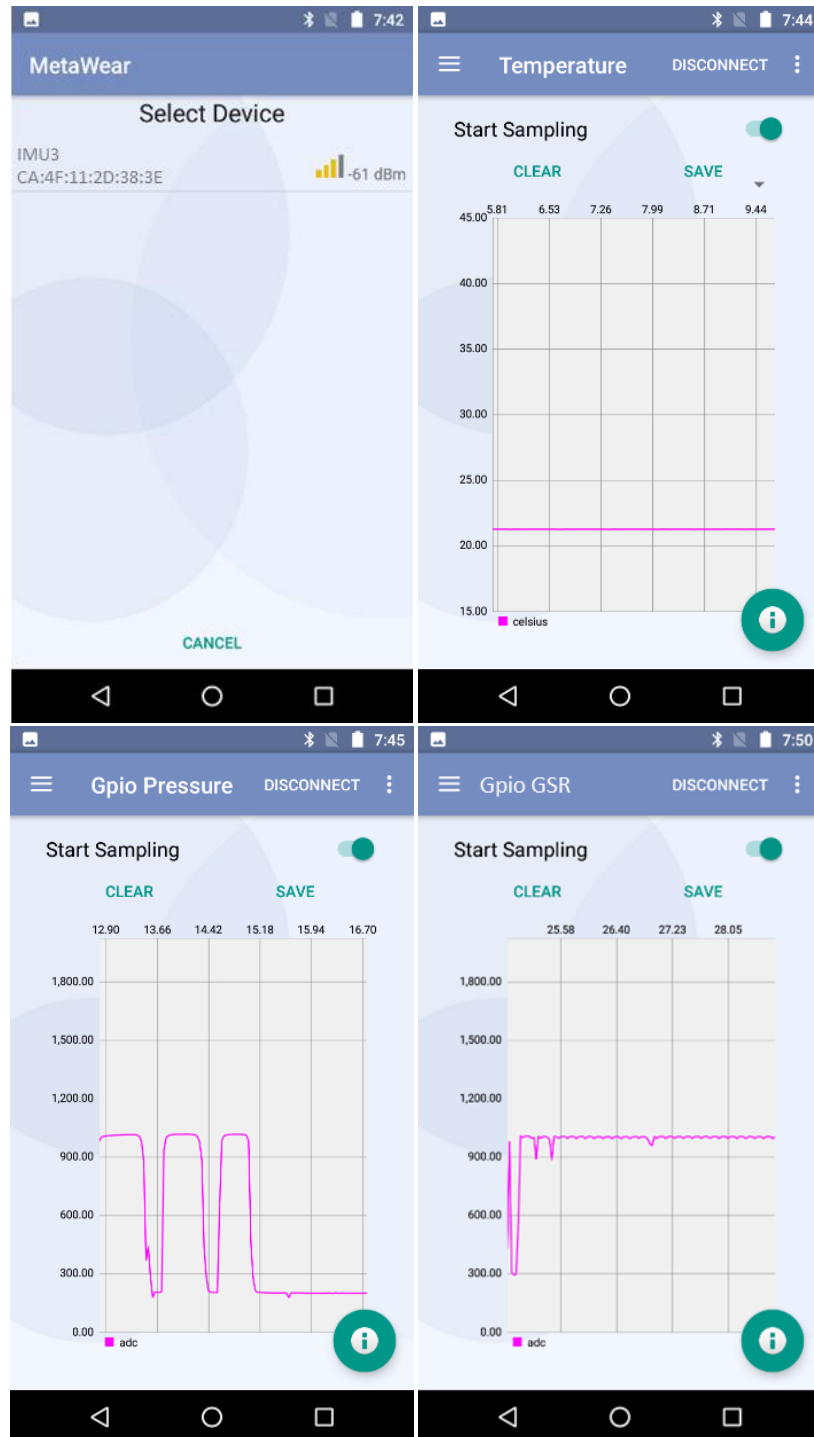 7:42
MetaWear
Select Device
IMU3
CA:4F:11:2D:38:3E
-61 dBm
CANCEL
7:44
Temperature DISCONNECT
Start Sampling
CLEAR SAVE
5.81 6.53 7.26 7.99 8.71 9.44
45.00
40.00
35.00
30.00
25.00
20.00
15.00
celsius
7:45
Gpio Pressure DISCONNECT
Start Sampling
CLEAR SAVE
12.90 13.66 14.42 15.18 15.94 16.70
1,800.00
1,500.00
1,200.00
900.00
600.00
300.00
0.00
adc
7:50
Gpio GSR DISCONNECT
Start Sampling
CLEAR SAVE
25.58 26.40 27.23 28.05
1,800.00
1,500.00
1,200.00
900.00
600.00
300.00
0.00
adc